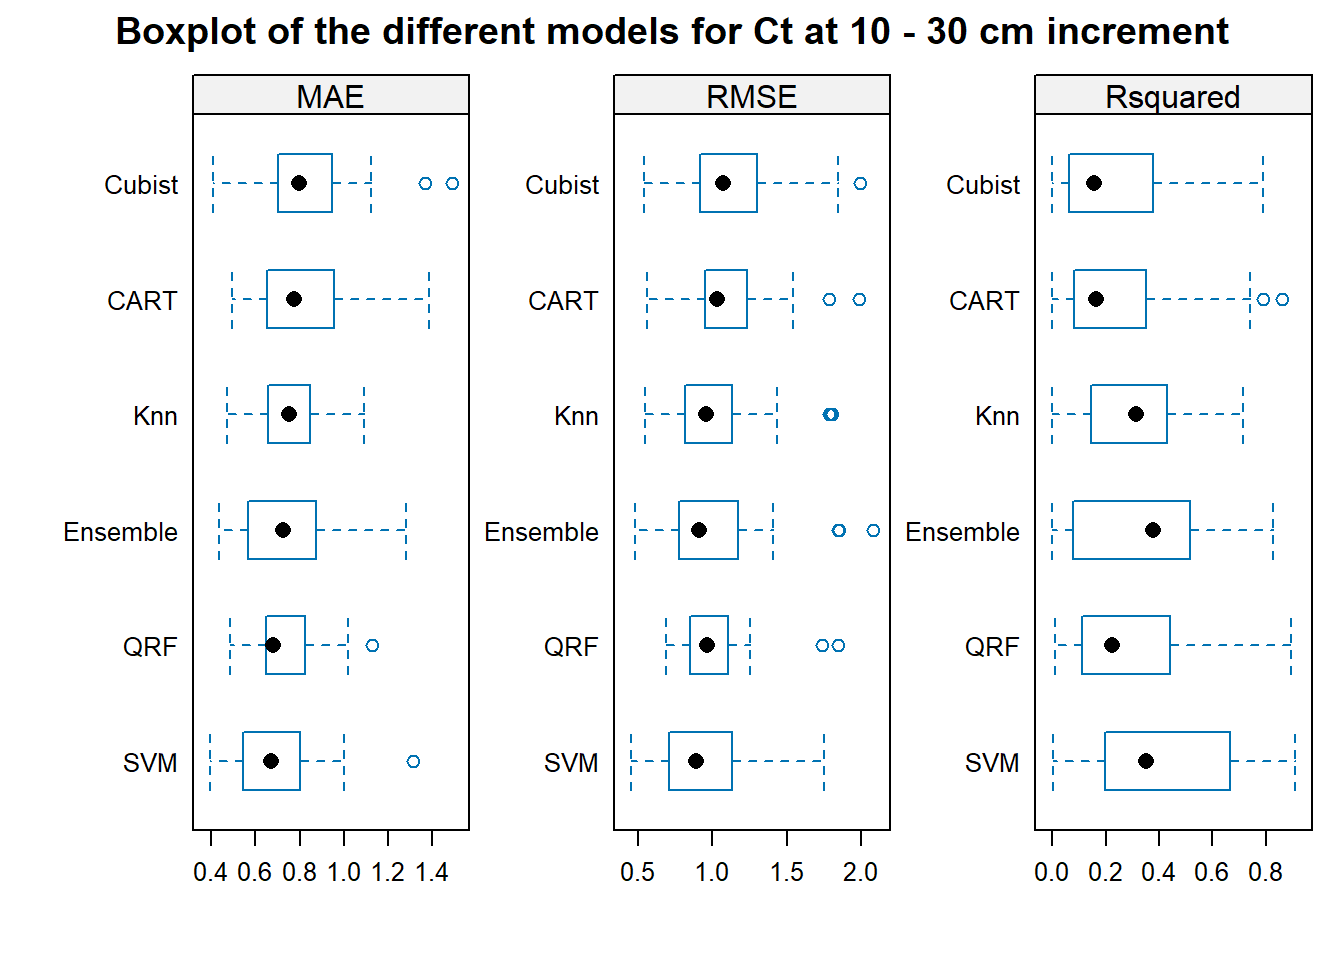 Boxplot of the different models for Ct at 10 - 30 cm increment
MAE
RMSE
Rsquared
Cubist
CART
Knn
Ensemble
QRF
SVM
0.4 0.6 0.8 1.0 1.2 1.4
Cubist
CART
Knn
Ensemble
QRF
SVM
0.5 1.0 1.5 2.0
Cubist
CART
Knn
Ensemble
QRF
SVM
0.0 0.2 0.4 0.6 0.8